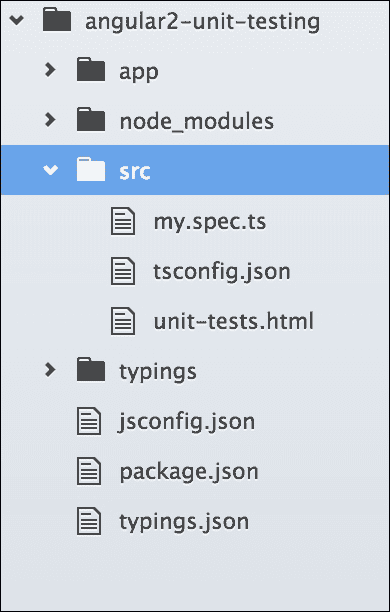 angular2-unit-testing
app
node_modules
src
my.spec.ts
tsconfig.json
unit-tests.html
typings
jsconfig.json
package.json
typings.json